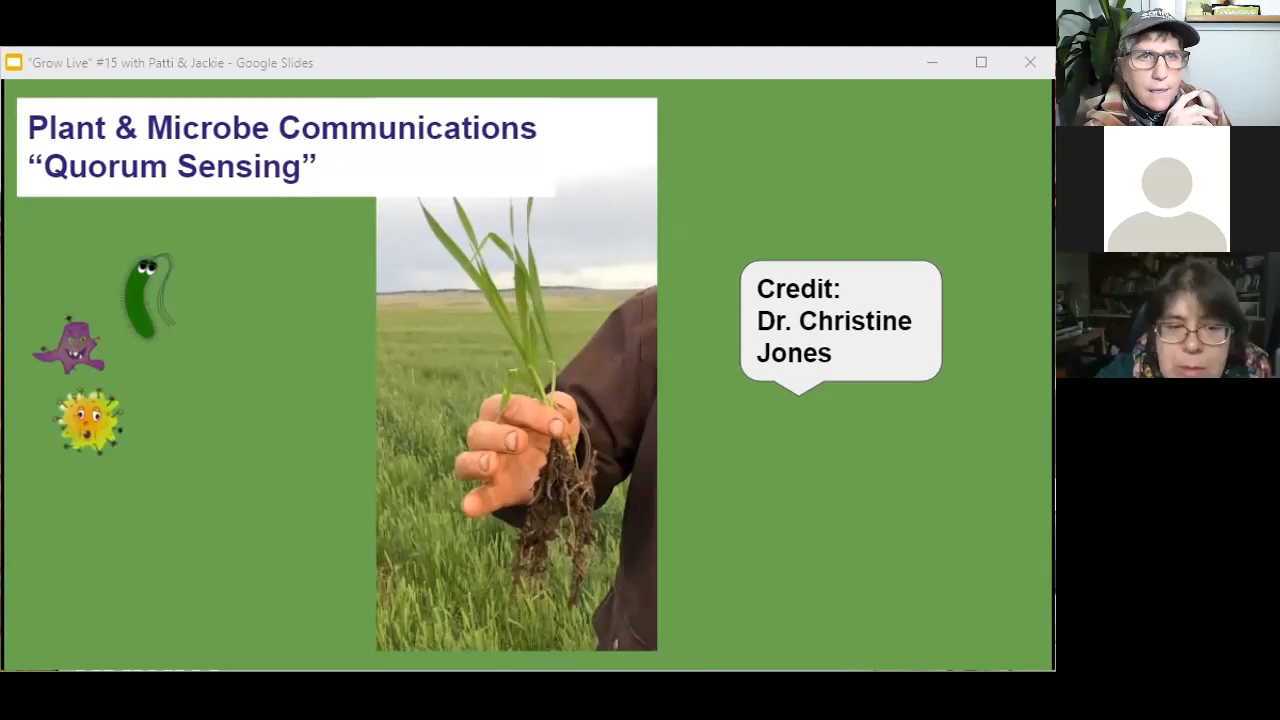 "Grow Live" #15 with Patti & Jackie - Google Slides
Plant & Microbe Communications
“Quorum Sensing”
Credit:
Dr. Christine
Jones